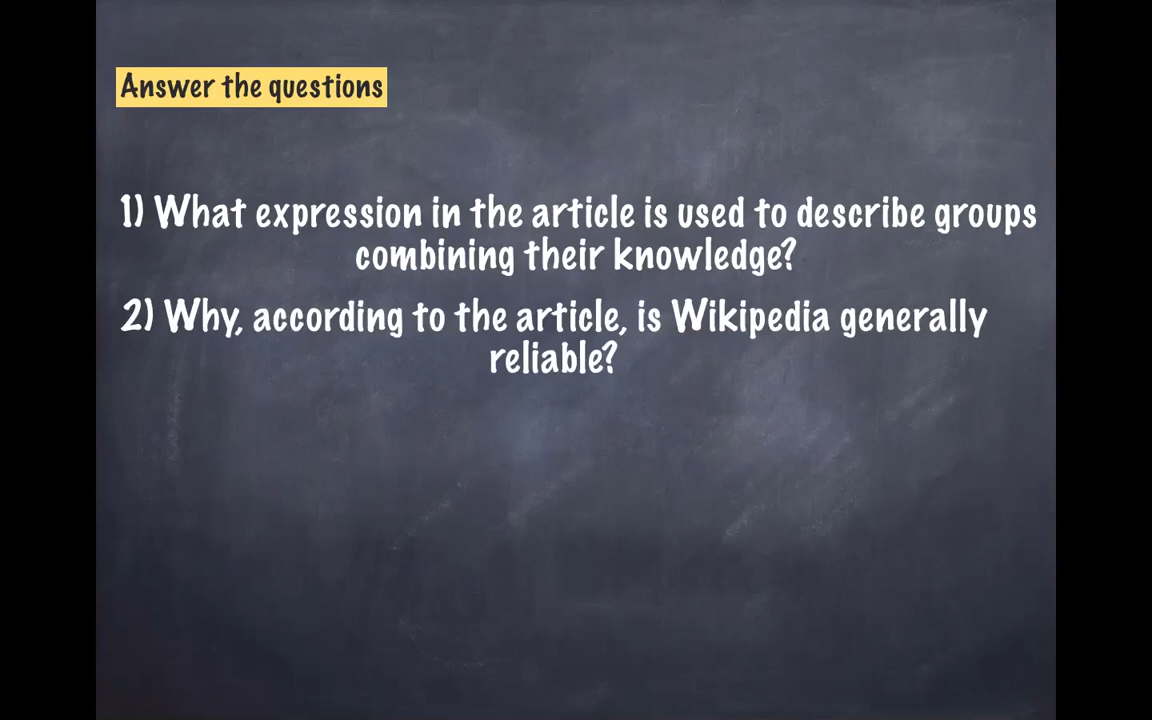 Answer the questions
1) What expression in the article is used to describe groups
combining their knowledge?
2) Why, according to the article, is Wikipedia generally
reliable?